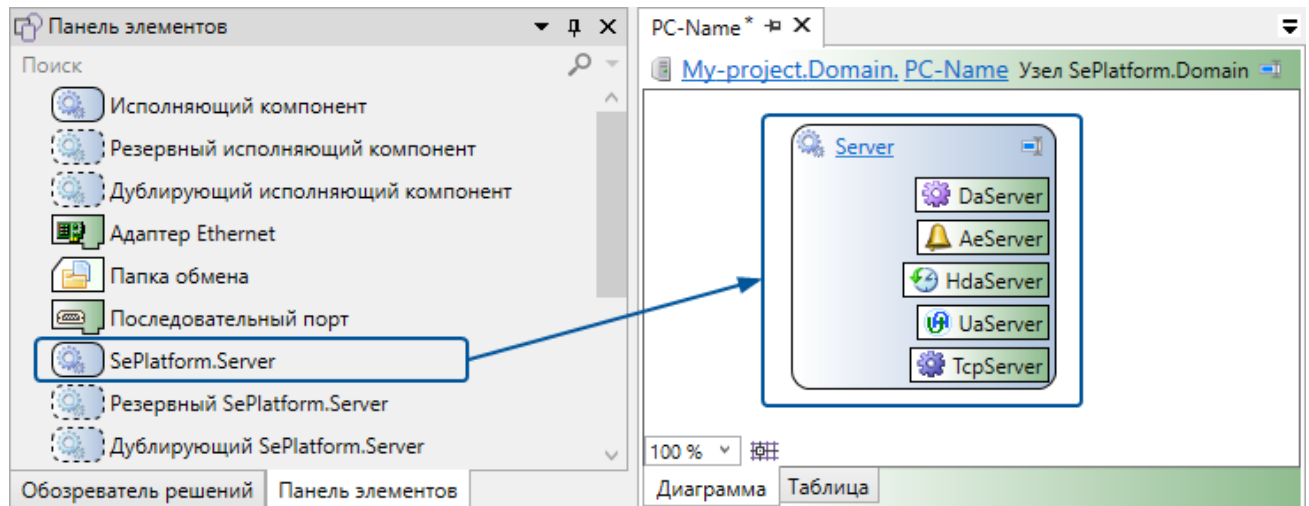 Панель элементов
Поиск
Исполняющий компонент
Резервный исполняющий компонент
Дублирующий исполняющий компонент
Адаптер Ethernet
Папка обмена
Последовательный порт
SePlatform.Server
Резервный SePlatform.Server
Дублирующий SePlatform.Server
Обозреватель решений Панель элементов
PC-Name*
My-project.Domain. PC-Name Узел SePlatform.Domain
Server
DaServer
AeServer
HdaServer
UaServer
TcpServer
100 %
Диаграмма Таблица